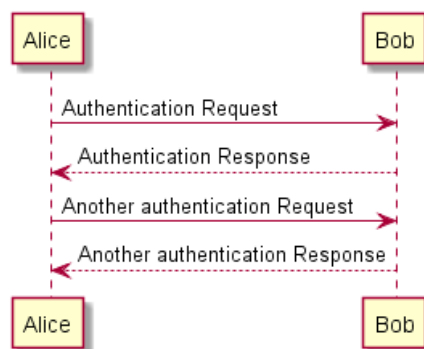 Alice Bob
Authentication Request
Authentication Response
Another authentication Request
Another authentication Response
Alice Bob